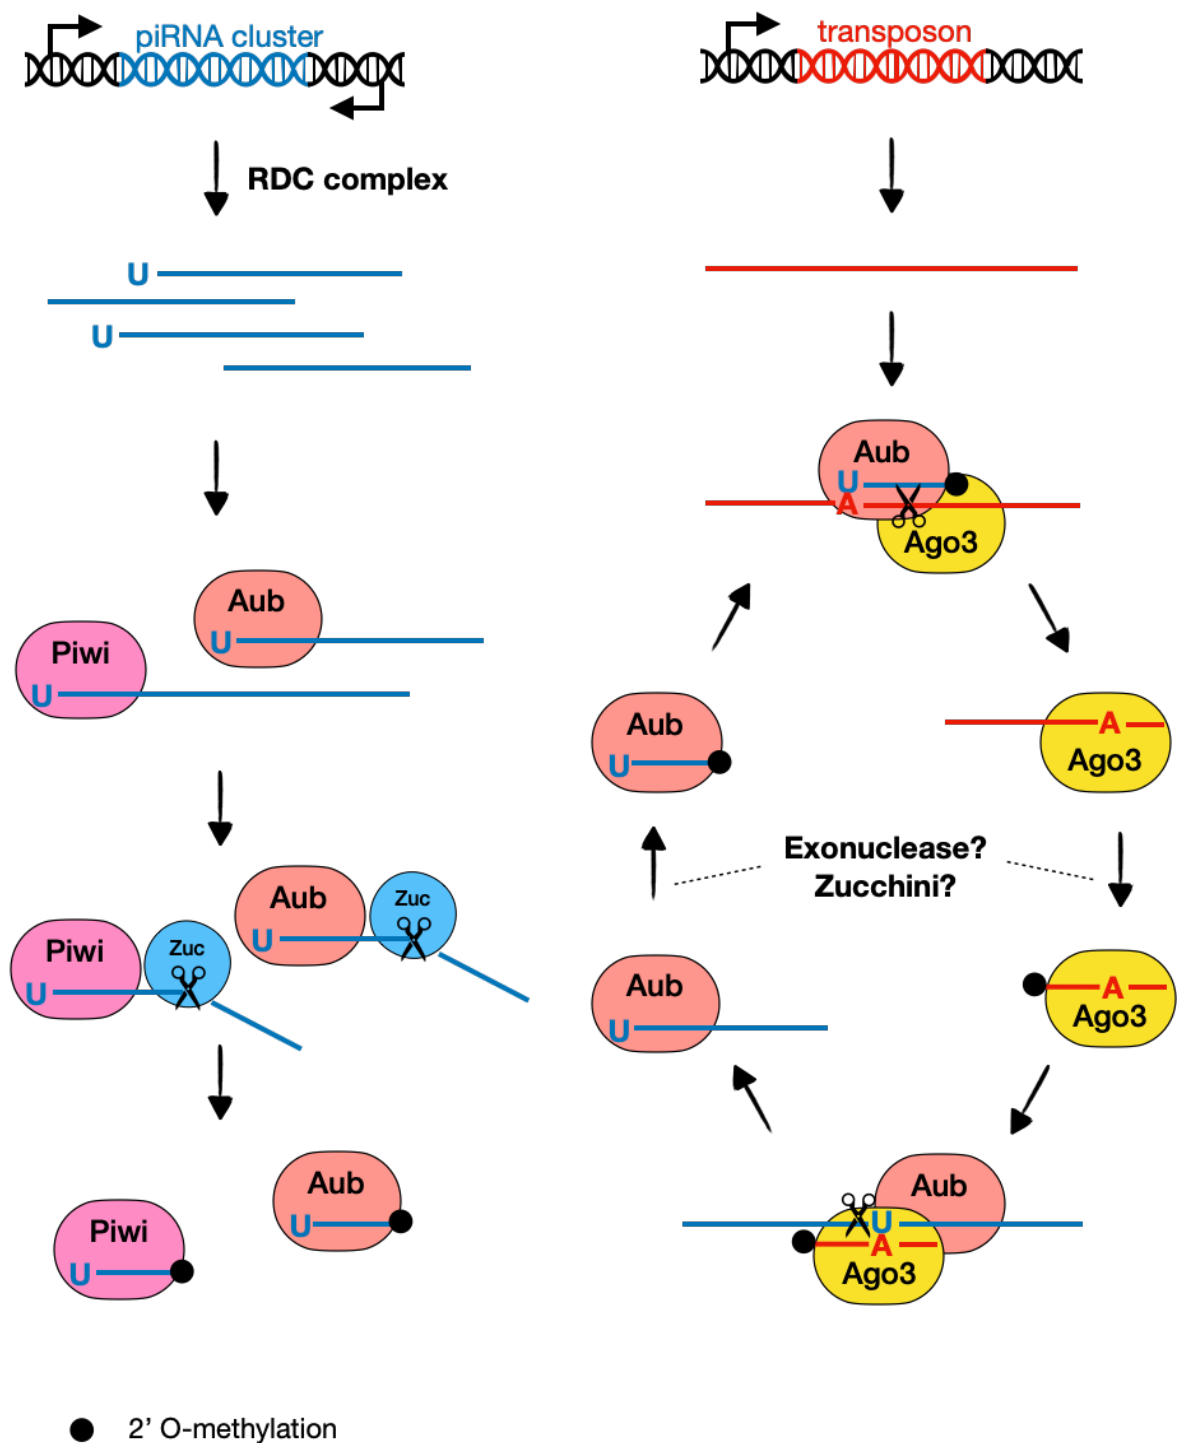 piRNA cluster
RDC complex
U
U
Aub
U
Piwi
U
Aub
Zuc
U
Piwi
Zuc
U
Aub
U
Piwi
U
transposon
Aub
U
A
Ago3
Aub
U
A
Ago3
Exonuclease?
Zucchini?
Aub
U
A
Ago3
Aub
U
A
Ago3
2’ O-methylation